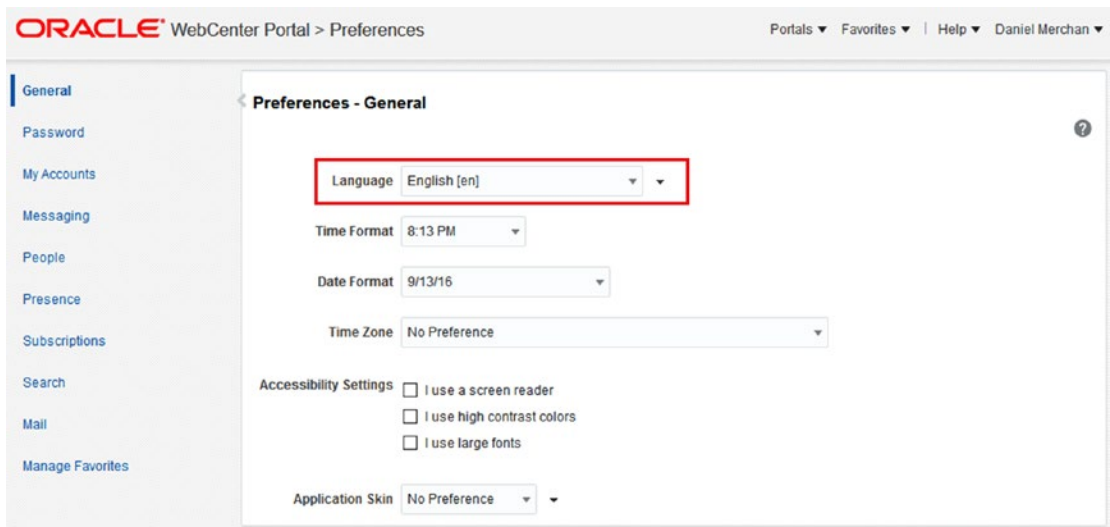 ORACLE WebCenter Portal > Preferences
Portals Favorites | Help Daniel Merchan
General
Password
My Accounts
Messaging
People
Presence
Subscriptions
Search
Mail
Manage Favorites
Preferences - General
?
Language English [en]
Time Format 8:13 PM
Date Format 9/13/16
Time Zone No Preference
Accessibility Settings I use a screen reader
I use high contrast colors
I use large fonts
Application Skin No Preference